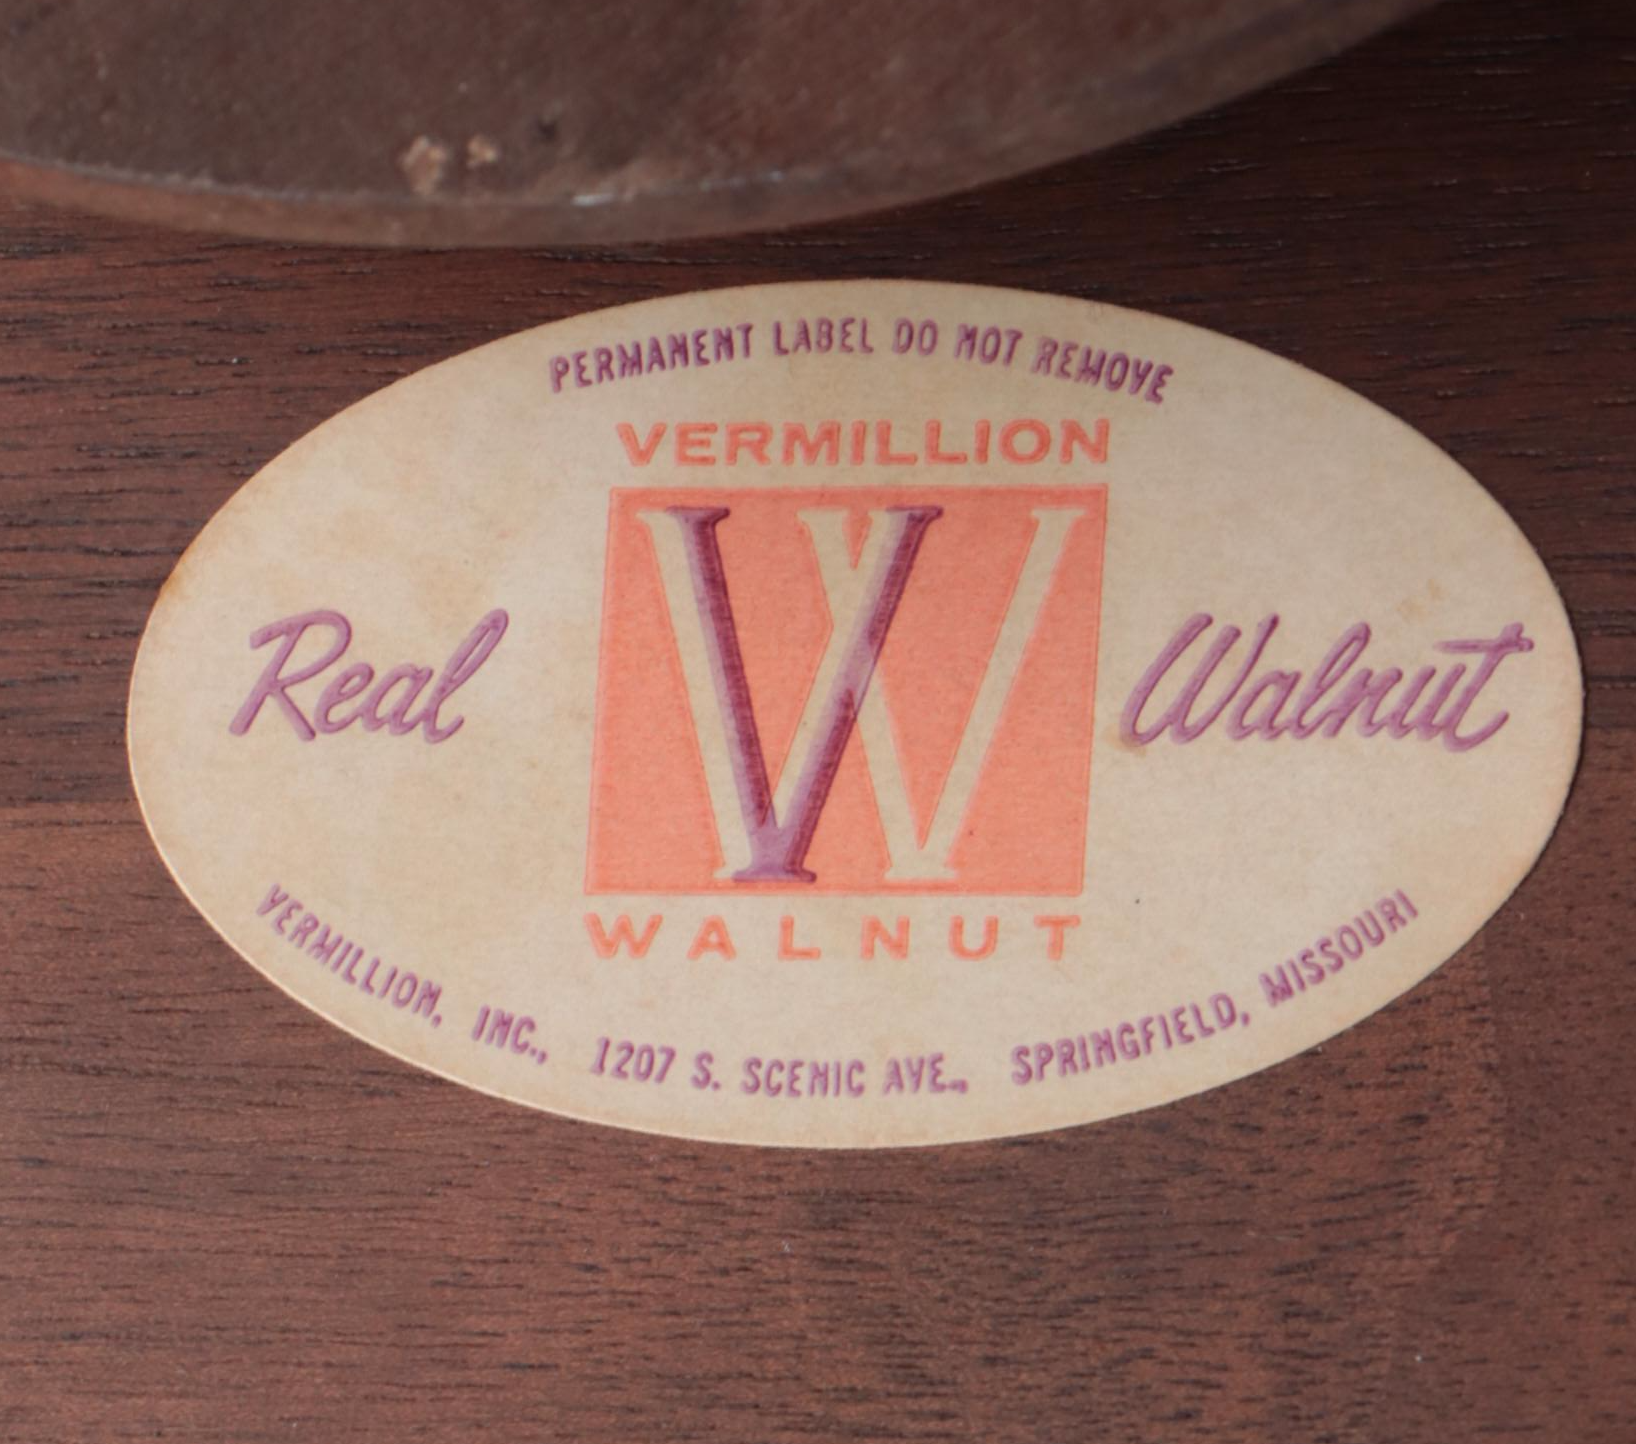 PERMANENT LABEL DO NOT REMOVE
VERMILLION
VW
Real
Walnut
WALNUT
VERMILLION, INC., 1207 S. SCENIC AVE., SPRINGFIELD, MISSOURI